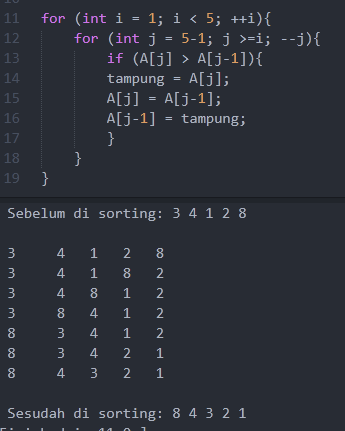 11 for (int i = 1; i < 5; ++i){
12 for (int j = 5-1; j >=i; --j){
13 if (A[j] > A[j-1]){
14 tampung = A[j];
15 A[j] = A[j-1];
16 A[j-1] = tampung;
17 }
18 }
19 }
Sebelum di sorting: 3 4 1 2 8
3 4 1 2 8
3 4 1 8 2
3 4 8 1 2
3 8 4 1 2
8 3 4 1 2
8 3 4 2 1
8 4 3 2 1
Sesudah di sorting: 8 4 3 2 1